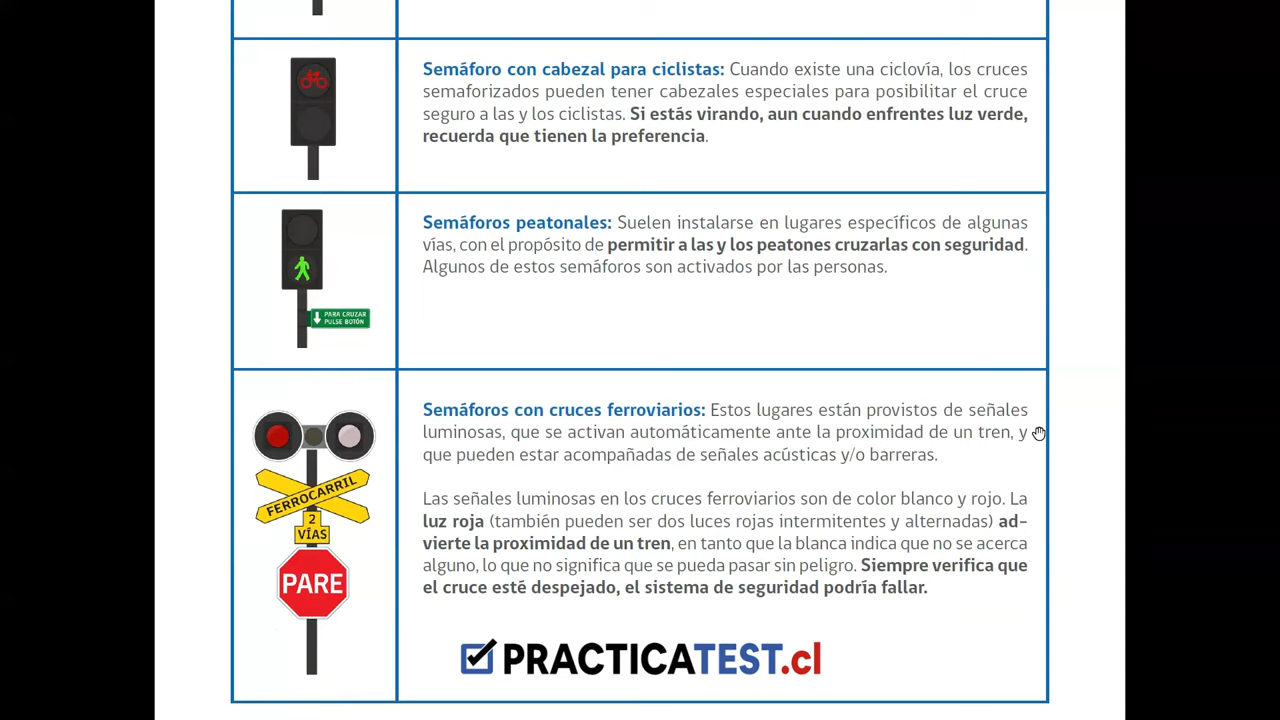 Semáforo con cabezal para ciclistas: Cuando existe una ciclovía, los cruces
semaforizados pueden tener cabezales especiales para posibilitar el cruce
seguro a las y los ciclistas. Si estás virando, aun cuando enfrentes luz verde,
recuerda que tienen la preferencia.
PARA CRUZAR
PULSE BOTÓN
Semáforos peatonales: Suelen instalarse en lugares específicos de algunas
vías, con el propósito de permitir a las y los peatones cruzarlas con seguridad.
Algunos de estos semáforos son activados por las personas.
FERROCARRIL
2
VÍAS
PARE
Semáforos con cruces ferroviarios: Estos lugares están provistos de señales
luminosas, que se activan automáticamente ante la proximidad de un tren, y
que pueden estar acompañadas de señales acústicas y/o barreras.
Las señales luminosas en los cruces ferroviarios son de color blanco y rojo. La
luz roja (también pueden ser dos luces rojas intermitentes y alternadas) ad-
vierte la proximidad de un tren, en tanto que la blanca indica que no se acerca
alguno, lo que no significa que se pueda pasar sin peligro. Siempre verifica que
el cruce esté despejado, el sistema de seguridad podría fallar.
PRACTICATEST.cl